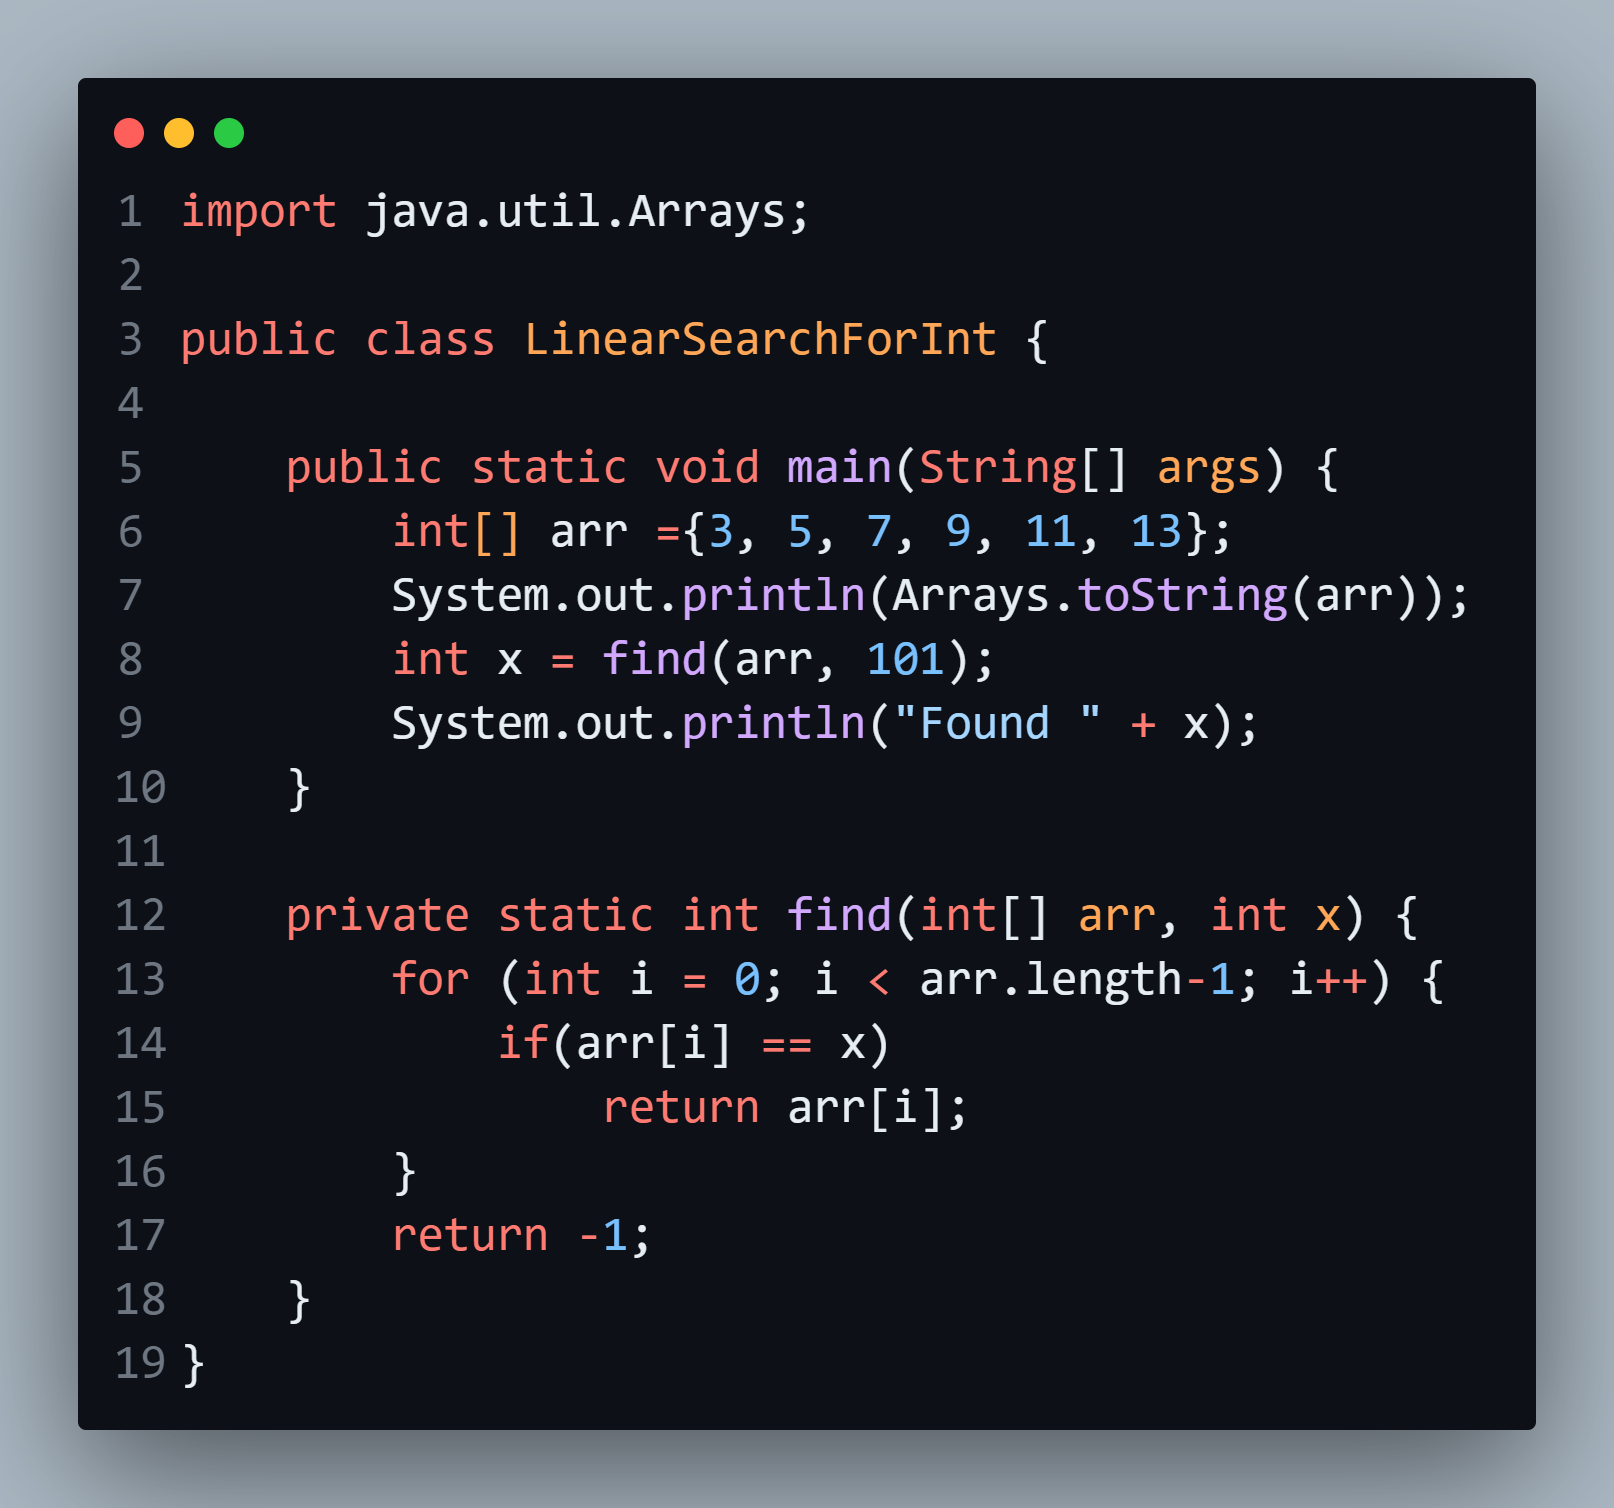 1 import java.util.Arrays;
2
3 public class LinearSearchForInt {
4
5     public static void main(String[] args) {
6         int[] arr ={3, 5, 7, 9, 11, 13};
7         System.out.println(Arrays.toString(arr));
8         int x = find(arr, 101);
9         System.out.println("Found " + x);
10     }
11
12     private static int find(int[] arr, int x) {
13         for (int i = 0; i < arr.length-1; i++) {
14             if(arr[i] == x)
15                 return arr[i];
16         }
17         return -1;
18     }
19 }